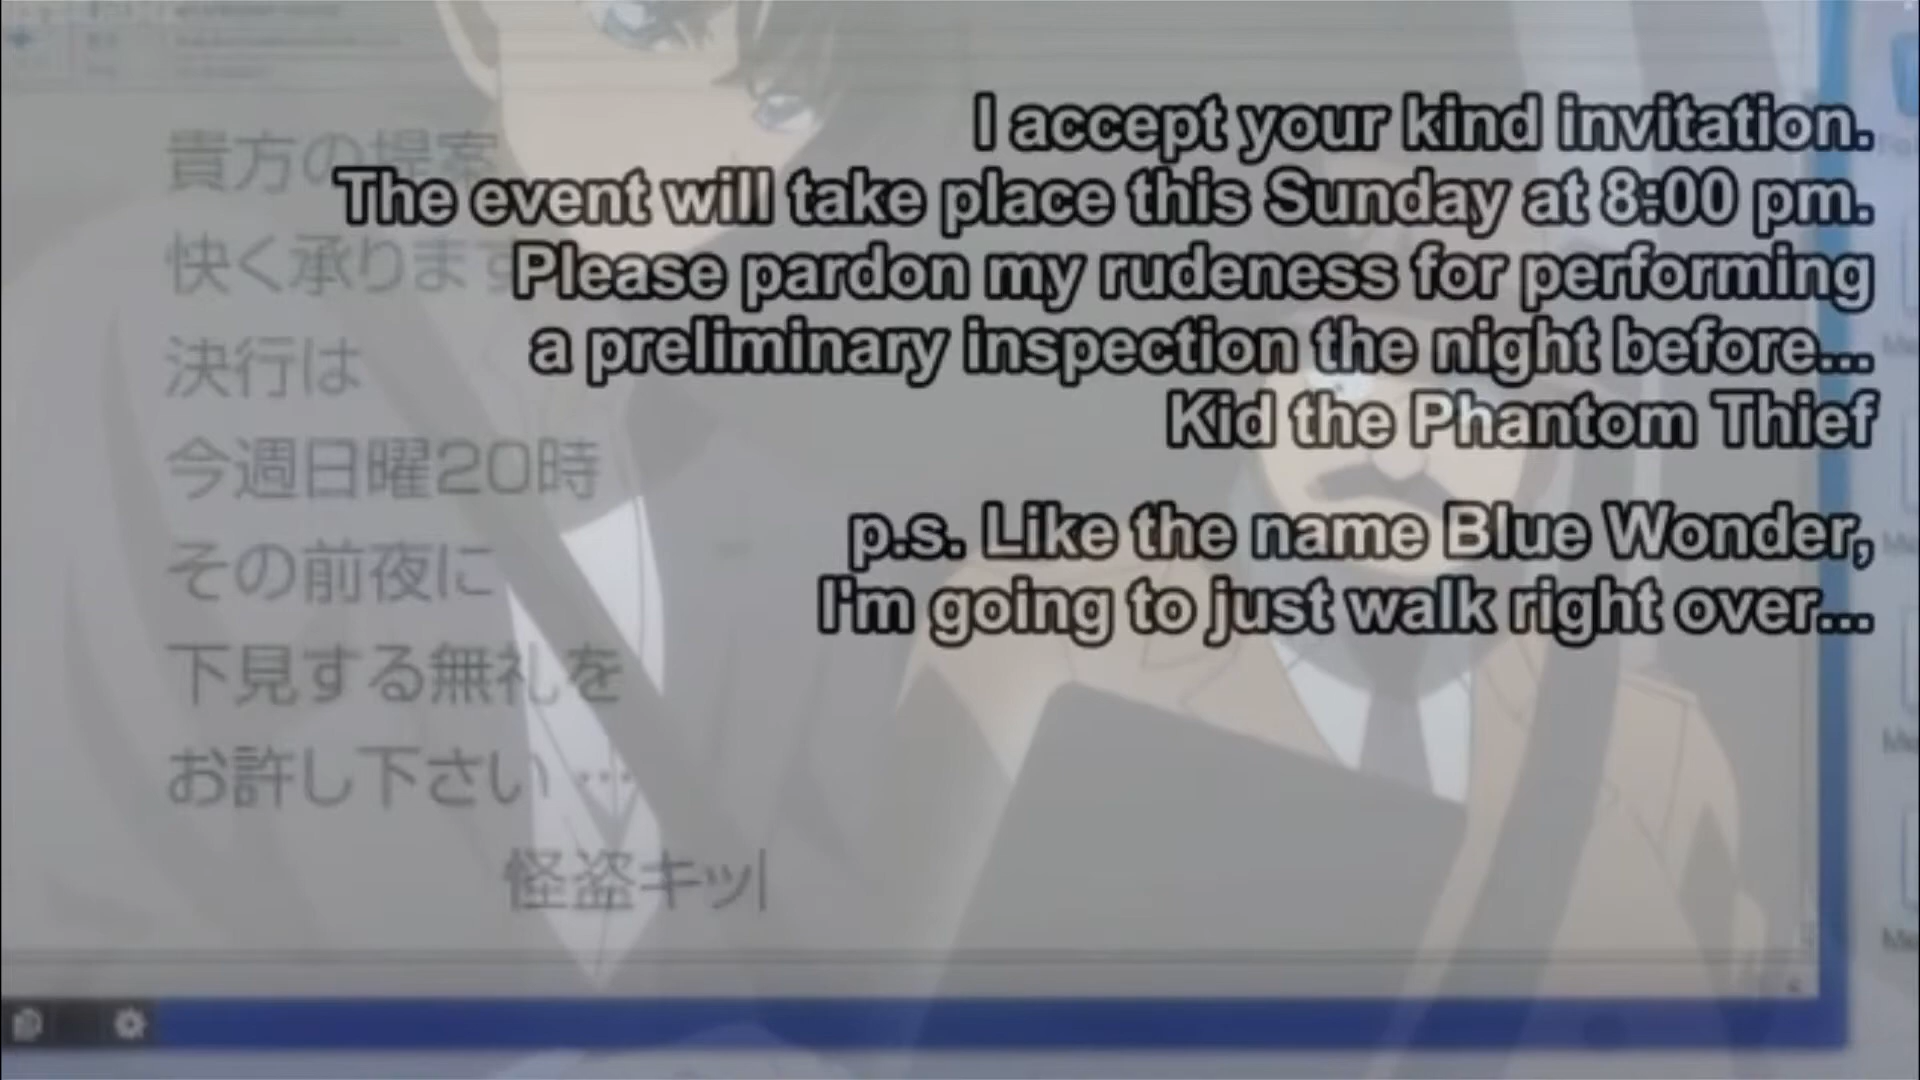 貴方の提案
快く承ります
決行は
今週日曜20時
その前夜に
下見する無礼を
お許し下さい…
怪盗キッ
I accept your kind invitation.
The event will take place this Sunday at 8:00 pm.
Please pardon my rudeness for performing
a preliminary inspection the night before...
Kid the Phantom Thief
p.s. Like the name Blue Wonder,
I'm going to just walk right over...